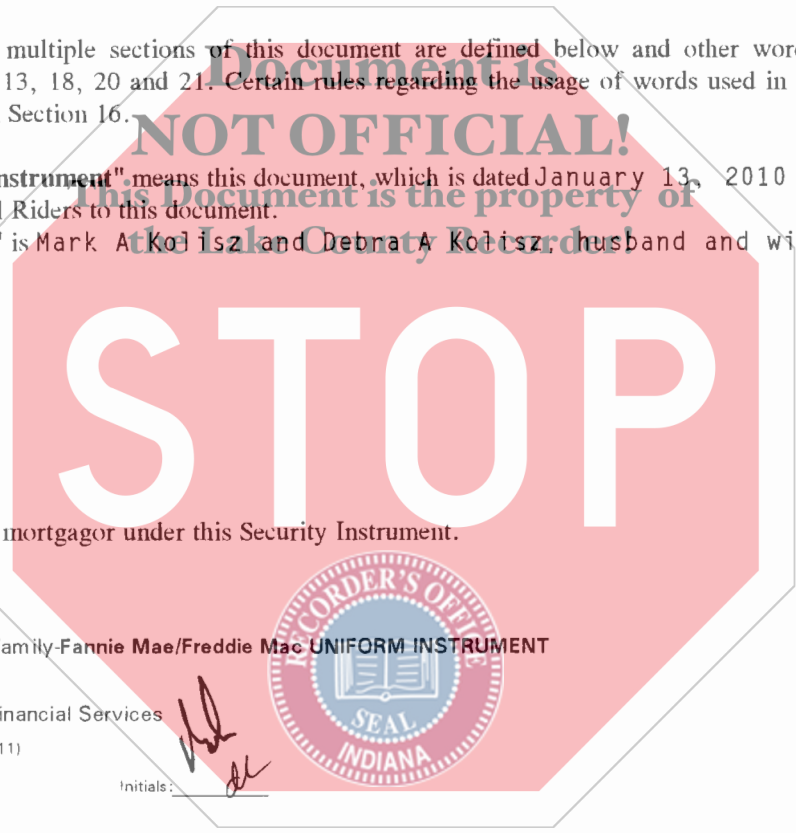 multiple sections of this document are defined below and other wor
13, 18, 20 and 21. Certain rules regarding the usage of words used in
Section 16.
Document is
NOT OFFICIAL!
This Document is the property of
the Lake County Recorder!
nstrument" means this document, which is dated January 13, 2010
l Riders to this document.
" is Mark A Kolisz and Debra A Kolisz, husband and wi
STOP
mortgagor under this Security Instrument.
RECORDER'S OFFICE
SEAL
INDIANA
amily-Fannie Mae/Freddie Mac UNIFORM INSTRUMENT
inancial Services
11)
Initials: